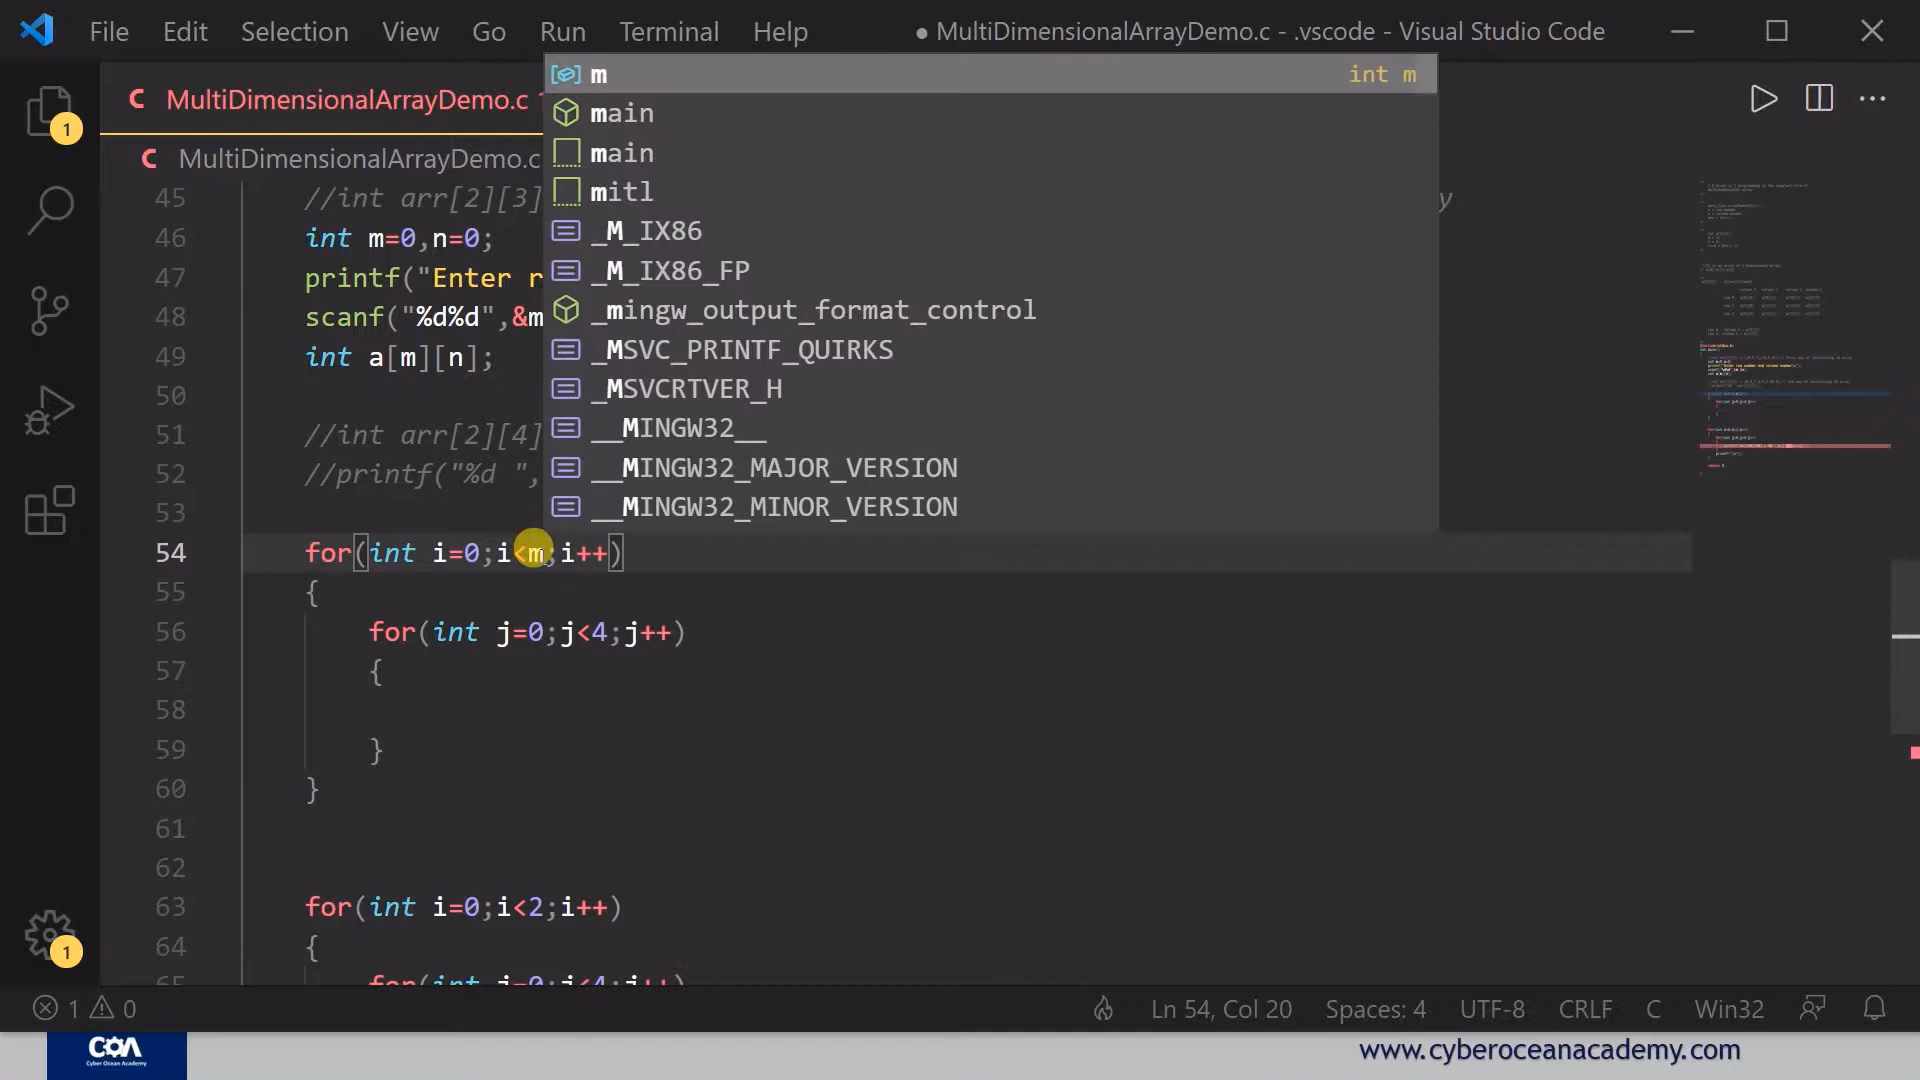 File Edit Selection View Go Run Terminal Help ● MultiDimensionalArrayDemo.c - .vscode - Visual Studio Code
C MultiDimensionalArrayDemo.c
C MultiDimensionalArrayDemo.c
m int m
main
main
mitl
_M_IX86
_M_IX86_FP
_mingw_output_format_control
_MSVC_PRINTF_QUIRKS
_MSVCRTVER_H
__MINGW32__
__MINGW32_MAJOR_VERSION
__MINGW32_MINOR_VERSION
45 //int arr[2][3]
46 int m=0,n=0;
47 printf("Enter r
48 scanf("%d%d",&m
49 int a[m][n];
50
51 //int arr[2][4]
52 //printf("%d ",
53
54 for(int i=0;i<m;i++)
55 {
56 for(int j=0;j<4;j++)
57 {
58
59 }
60 }
61
62
63 for(int i=0;i<2;i++)
64 {
65 for(int j=0;j<4;j++)
1
1
1 0
Ln 54, Col 20 Spaces: 4 UTF-8 CRLF C Win32
COA
Cyber Ocean Academy
www.cyberoceanacademy.com